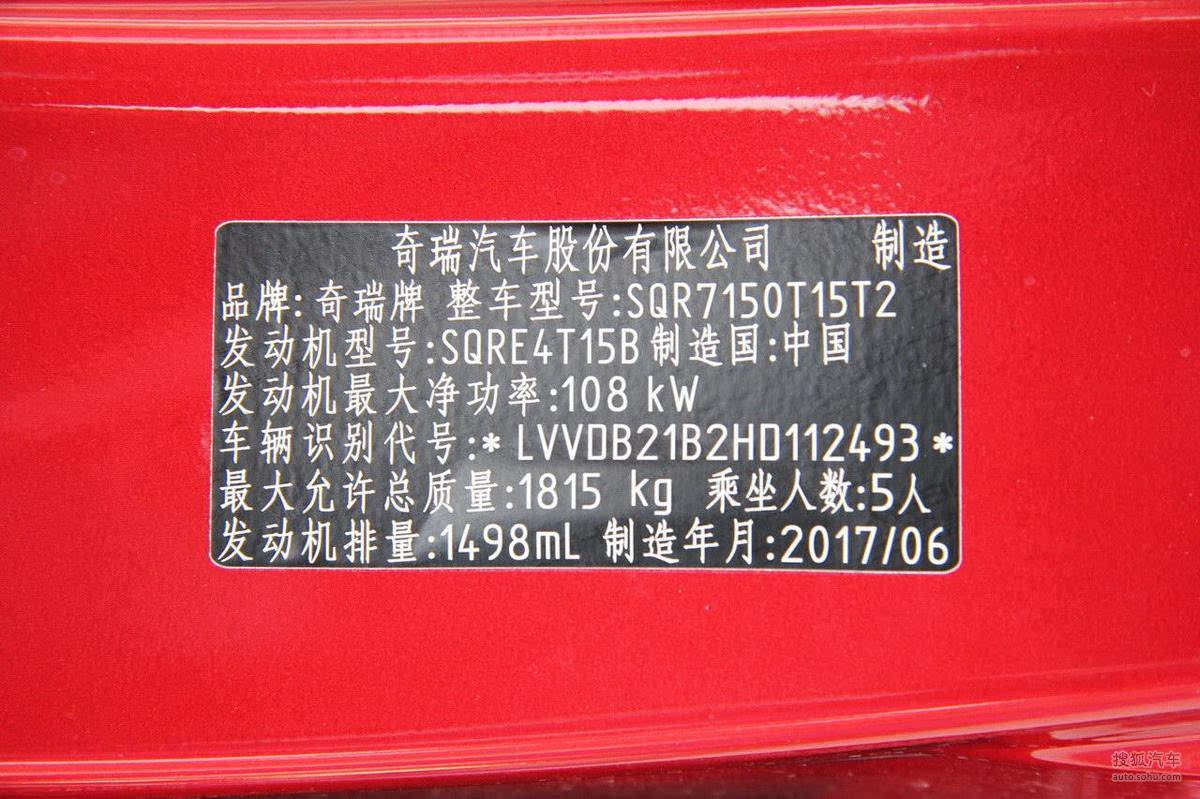 奇瑞汽车股份有限公司 制造
品牌:奇瑞牌 整车型号:SQR7150T15T2
发动机型号:SQRE4T15B 制造国:中国
发动机最大净功率:108 kW
车辆识别代号:* LVVDB21B2HD112493 *
最大允许总质量:1815 kg 乘坐人数:5人
发动机排量:1498mL 制造年月:2017/06
搜狐汽车
auto.sohu.com